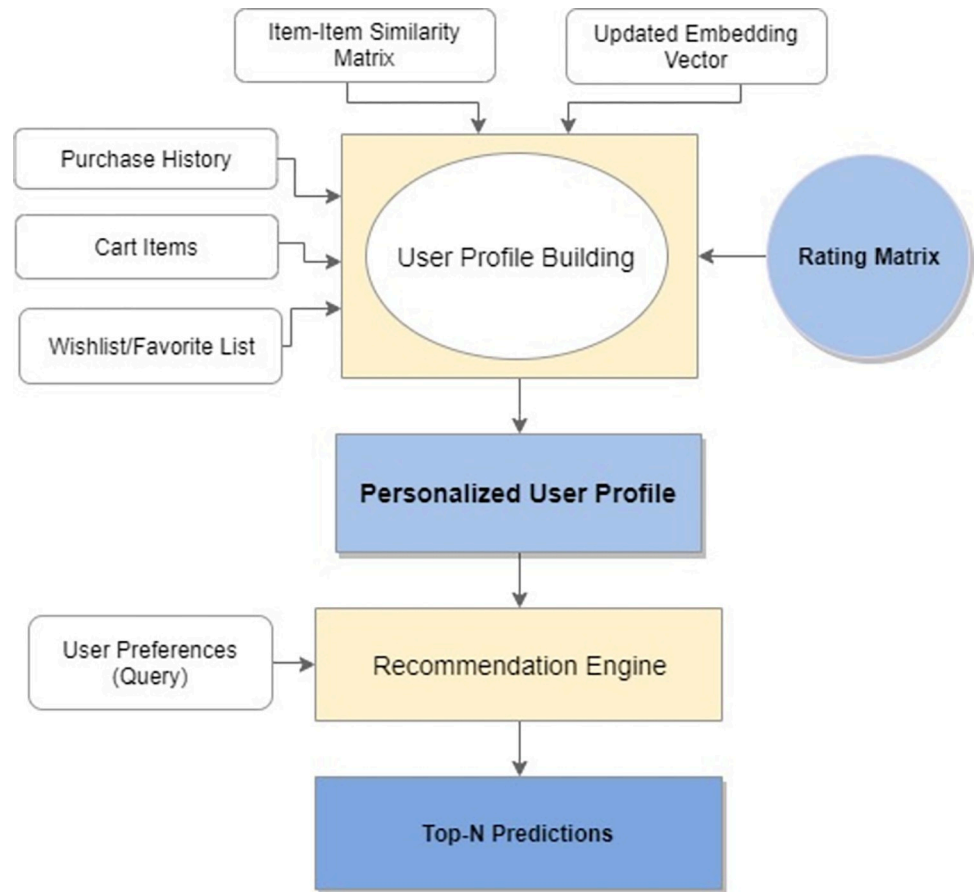 Item-Item Similarity
Matrix
Updated Embedding
Vector
Purchase History
Cart Items
Wishlist/Favorite List
User Profile Building
Rating Matrix
Personalized User Profile
User Preferences
(Query)
Recommendation Engine
Top-N Predictions